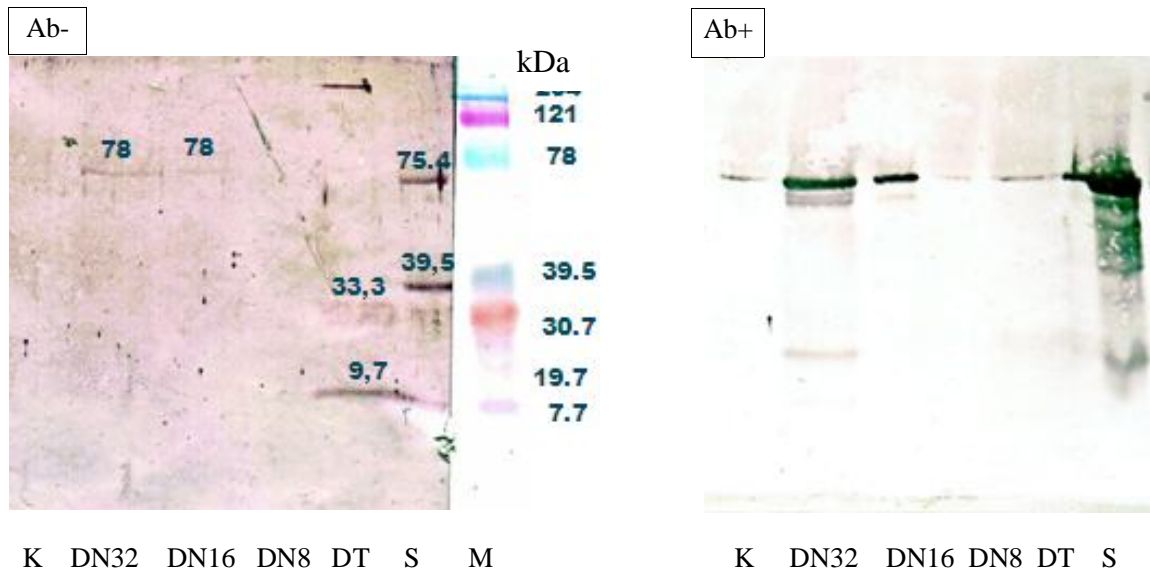 Ab-
Ab+
kDa
121
78 78 75.4 78
39,5 39.5
33,3
30.7
9,7 19.7
7.7
K DN32 DN16 DN8 DT S M
K DN32 DN16 DN8 DT S